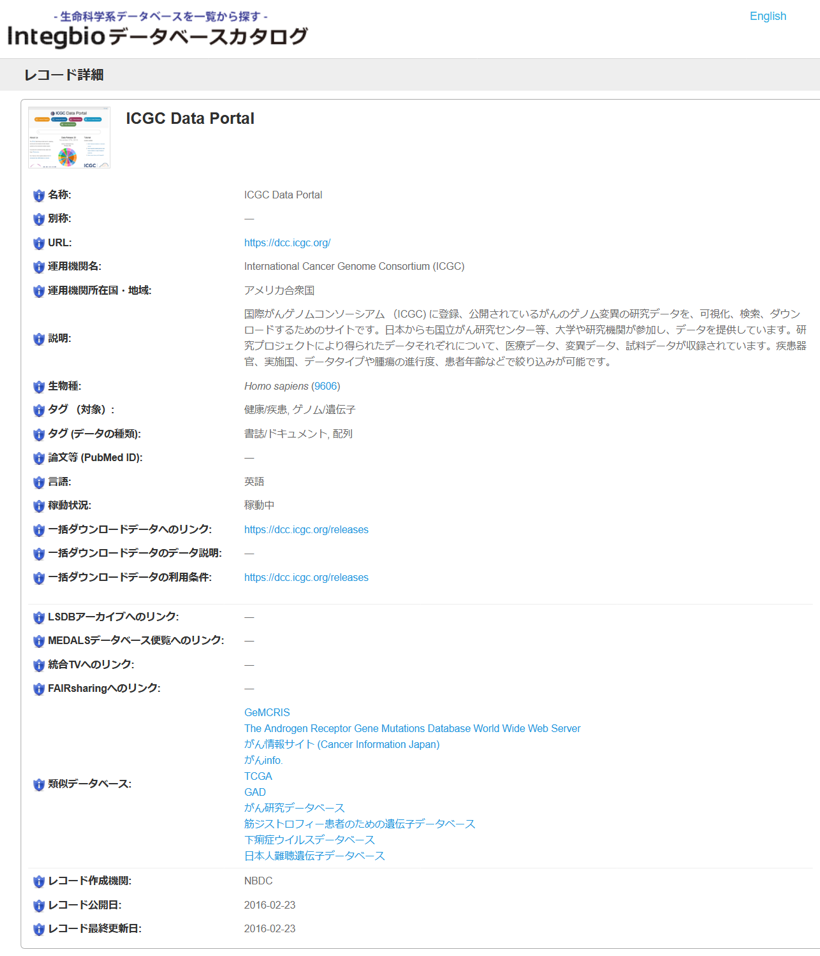 - 生命科学系データベースを一覧から探す -
Integbioデータベースカタログ
English
レコード詳細
ICGC Data Portal
名称:
ICGC Data Portal
別称:
—
URL:
https://dcc.icgc.org/
運用機関名:
International Cancer Genome Consortium (ICGC)
運用機関所在国・地域:
アメリカ合衆国
説明:
国際がんゲノムコンソーシアム （ICGC) に登録、公開されているがんのゲノム変異の研究データを、可視化、検索、ダウン
ロードするためのサイトです。日本からも国立がん研究センター等、大学や研究機関が参加し、データを提供しています。研
究プロジェクトにより得られたデータそれぞれについて、医療データ、変異データ、試料データが収録されています。疾患器
官、実施国、データタイプや腫瘍の進行度、患者年齢などで絞り込みが可能です。
生物種:
Homo sapiens (9606)
タグ （対象）:
健康/疾患, ゲノム/遺伝子
タグ (データの種類):
書誌/ドキュメント, 配列
論文等 (PubMed ID):
—
言語:
英語
稼動状況:
稼動中
一括ダウンロードデータへのリンク:
https://dcc.icgc.org/releases
一括ダウンロードデータのデータ説明:
—
一括ダウンロードデータの利用条件:
https://dcc.icgc.org/releases
LSDBアーカイブへのリンク:
—
MEDALSデータベース便覧へのリンク:
—
統合TVへのリンク:
—
FAIRsharingへのリンク:
—
類似データベース:
GeMCRIS
The Androgen Receptor Gene Mutations Database World Wide Web Server
がん情報サイト (Cancer Information Japan)
がんinfo.
TCGA
GAD
がん研究データベース
筋ジストロフィー患者のための遺伝子データベース
下痢症ウイルスデータベース
日本人難聴遺伝子データベース
レコード作成機関:
NBDC
レコード公開日:
2016-02-23
レコード最終更新日:
2016-02-23